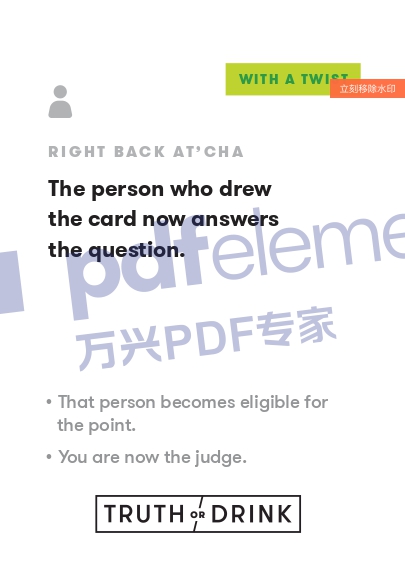 WITH A TWIST
立刻移除水印
RIGHT BACK AT’CHA
The person who drew
the card now answers
the question.
pdfeleme
万兴PDF专家
• That person becomes eligible for
the point.
• You are now the judge.
TRUTH OR DRINK